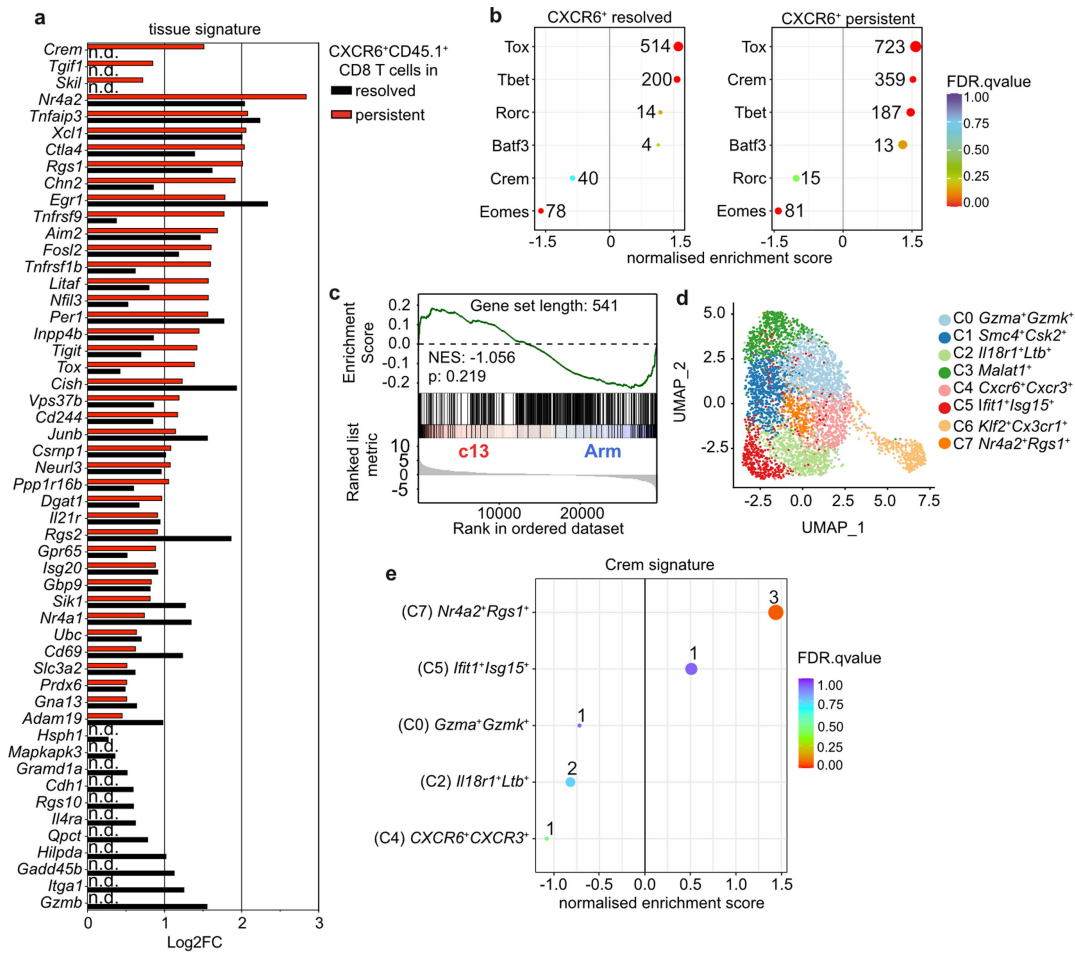 a
tissue signature
CXCR6⁺CD45.1⁺
CD8 T cells in
resolved
persistent
Crem n.d.
Tgif1 n.d.
Skil n.d.
Nr4a2
Tnfaip3
Xcl1
Ctla4
Rgs1
Chn2
Egr1
Tnfrsf9
Aim2
Fosl2
Tnfrsf1b
Litaf
Nfil3
Per1
Inpp4b
Tigit
Tox
Cish
Vps37b
Cd244
Junb
Csrnp1
Neurl3
Ppp1r16b
Dgat1
Il21r
Rgs2
Gpr65
Isg20
Gbp9
Sik1
Nr4a1
Ubc
Cd69
Slc3a2
Prdx6
Gna13
Adam19
Hsph1 n.d.
Mapkapk3 n.d.
Gramd1a n.d.
Cdh1 n.d.
Rgs10 n.d.
Il4ra n.d.
Qpct n.d.
Hilpda n.d.
Gadd45b n.d.
Itga1 n.d.
Gzmb n.d.
0 1 2 3
Log2FC
b
CXCR6⁺ resolved
Tox 514
Tbet 200
Rorc 14
Batf3 4
Crem 40
Eomes 78
-1.5 0 1.5
CXCR6⁺ persistent
Tox 723
Crem 359
Tbet 187
Batf3 13
Rorc 15
Eomes 81
-1.5 0 1.5
normalised enrichment score
FDR.qvalue
1.00
0.75
0.50
0.25
0.00
c
Gene set length: 541
Enrichment
Score
0.2
0.1
0.0
-0.1
-0.2
NES: -1.056
p: 0.219
c13 Arm
Ranked list
metric
10
5
0
-5
10000 20000
Rank in ordered dataset
d
UMAP_2
5.0
2.5
0.0
-2.5
-2.5 0.0 2.5 5.0 7.5
UMAP_1
C0 Gzma⁺Gzmk⁺
C1 Smc4⁺Csk2⁺
C2 Il18r1⁺Ltb⁺
C3 Malat1⁺
C4 Cxcr6⁺Cxcr3⁺
C5 Ifit1⁺Isg15⁺
C6 Klf2⁺Cx3cr1⁺
C7 Nr4a2⁺Rgs1⁺
e
Crem signature
(C7) Nr4a2⁺Rgs1⁺ 3
(C5) Ifit1⁺Isg15⁺ 1
(C0) Gzma⁺Gzmk⁺ 1
(C2) Il18r1⁺Ltb⁺ 2
(C4) CXCR6⁺CXCR3⁺ 1
-1.0 -0.5 0.0 0.5 1.0 1.5
normalised enrichment score
FDR.qvalue
1.00
0.75
0.50
0.25
0.00